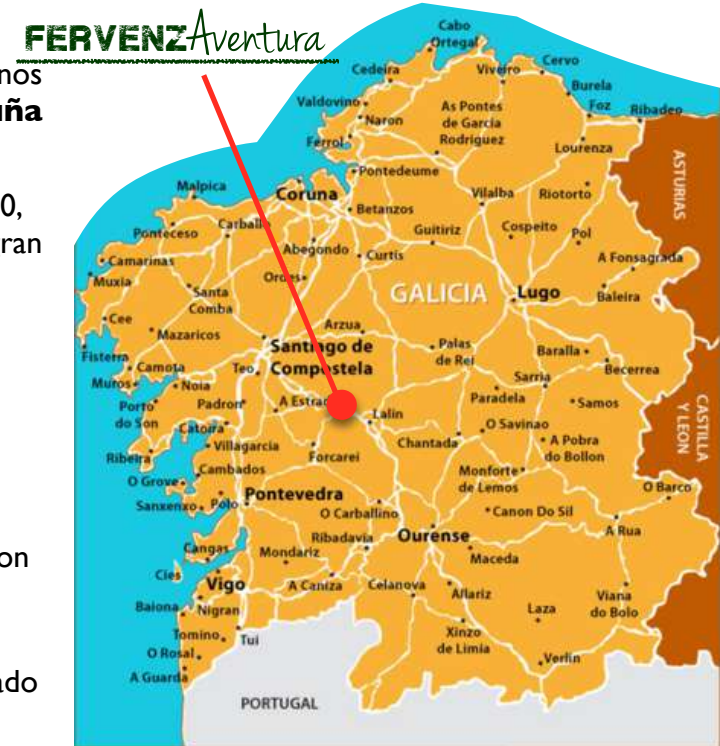 FERVENZAventura
nos
uña
0,
ran
on
ado
Cabo
Ortegal
Cedeira
Viveiro
Cervo
Burela
Valdovino
As Pontes
de Garcia
Rodriguez
Foz
Ribadeo
Naron
Ferrol
Lourenza
ASTURIAS
Pontedeume
Malpica
Coruna
Vilalba
Riotorto
Betanzos
Carballo
Ponteceso
Guitiriz
Cospeito
Pol
Abegondo
Curtis
A Fonsagrada
Camarinas
Muxia
Ordes
Santa
Comba
GALICIA
Lugo
Baleira
Cee
Mazaricos
Arzua
Fisterra
Santiago de
Compostela
Palas
de Rei
Baralla
Becerrea
Camota
Teo
Muros
Noia
Sarria
Porto
do Son
Padron
A Estrad
Lalin
Paradela
Samos
CASTILLA
Y LEON
Catoira
O Savinao
Villagarcia
Chantada
A Pobra
do Bollon
Ribeira
Forcarei
Cambados
O Grove
Monforte
de Lemos
O Barco
Sanxenxo
Polo
Pontevedra
O Carballino
Canon Do Sil
A Rua
Ribadavia
Ourense
Cangas
Mondariz
Maceda
Cies
Vigo
A Caniza
Celanova
Allariz
Viana
do Bolo
Baiona
Nigran
Laza
Tomino
Tui
Xinzo
de Limia
O Rosal
Verfin
A Guarda
PORTUGAL